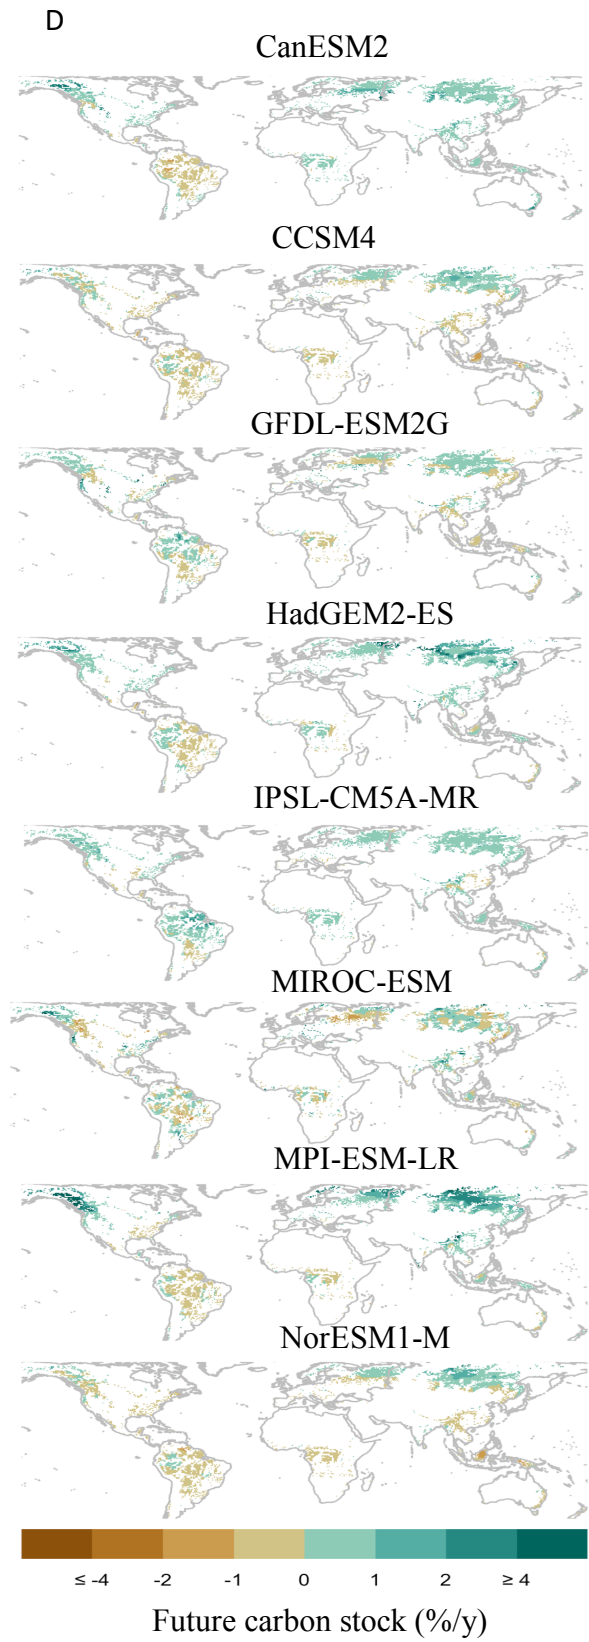 D
CanESM2
CCSM4
GFDL-ESM2G
HadGEM2-ES
IPSL-CM5A-MR
MIROC-ESM
MPI-ESM-LR
NorESM1-M
≤ -4 -2 -1 0 1 2 ≥ 4
Future carbon stock (%/y)